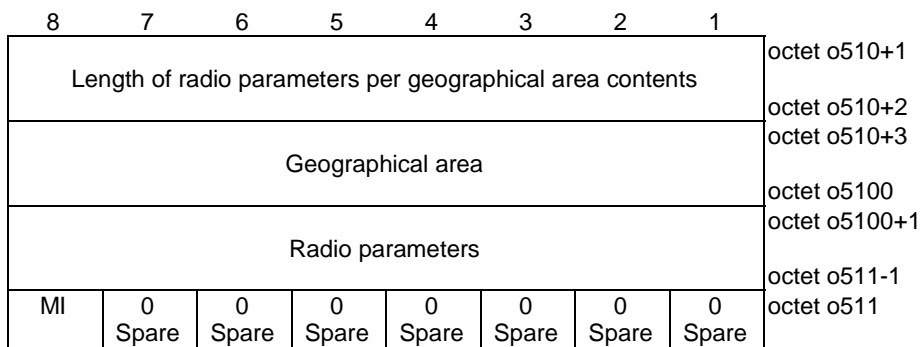 8 7 6 5 4 3 2 1
octet o510+1
Length of radio parameters per geographical area contents
octet o510+2
octet o510+3
Geographical area
octet o5100
octet o5100+1
Radio parameters
octet o511-1
MI 0 0 0 0 0 0 0 octet o511
Spare Spare Spare Spare Spare Spare Spare